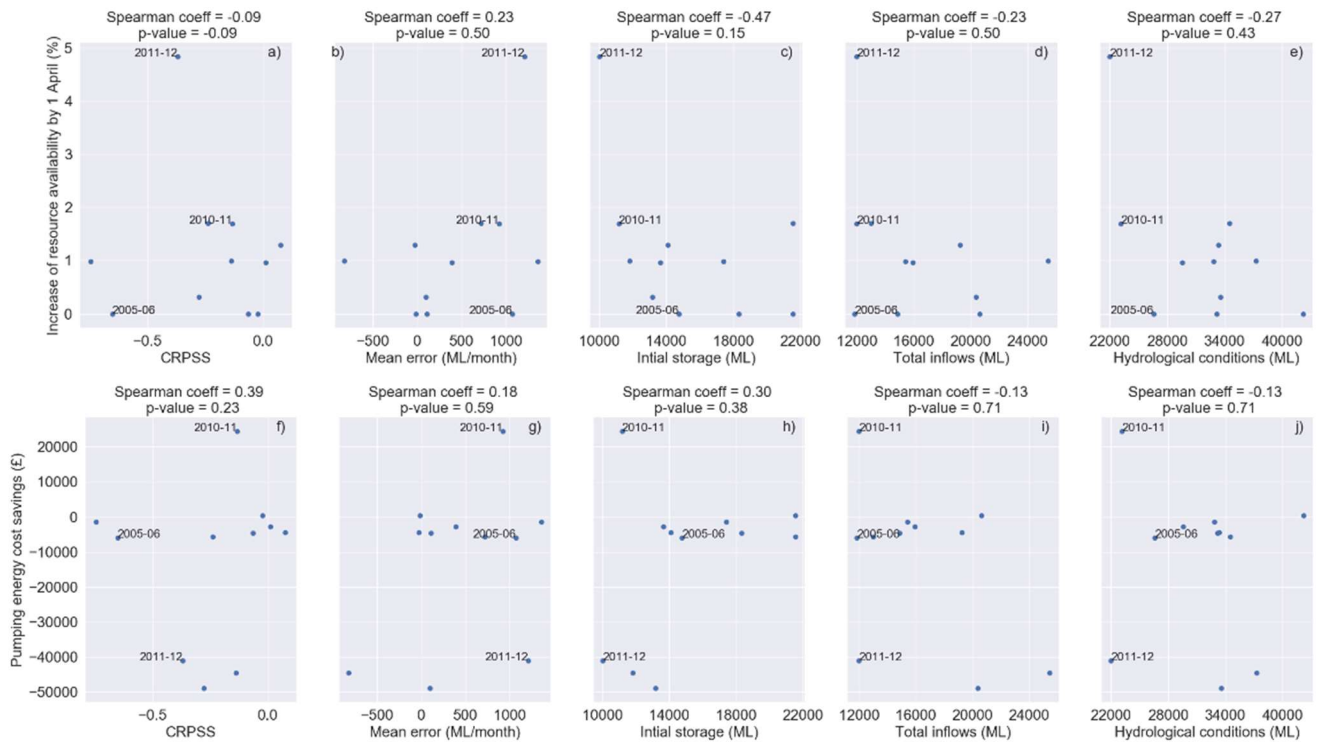 Spearman coeff = -0.09
p-value = -0.09
Spearman coeff = 0.23
p-value = 0.50
Spearman coeff = -0.47
p-value = 0.15
Spearman coeff = -0.23
p-value = 0.50
Spearman coeff = -0.27
p-value = 0.43
Increase of resource availability by 1 April (%)
5
4
3
2
1
0
2011-12
a)
2010-11
2005-06
−0.5 0.0
CRPSS
b)
2011-12
2010-11
2005-06
−500 0 500 1000
Mean error (ML/month)
2011-12
c)
2010-11
2005-06
10000 14000 18000 22000
Intial storage (ML)
2011-12
d)
2010-11
2005-06
12000 16000 20000 24000
Total inflows (ML)
2011-12
e)
2010-11
2005-06
22000 28000 34000 40000
Hydrological conditions (ML)
Spearman coeff = 0.39
p-value = 0.23
Spearman coeff = 0.18
p-value = 0.59
Spearman coeff = 0.30
p-value = 0.38
Spearman coeff = -0.13
p-value = 0.71
Spearman coeff = -0.13
p-value = 0.71
Pumping energy cost savings (£)
20000
10000
0
−10000
−20000
−30000
−40000
−50000
2010-11
f)
2005-06
2011-12
−0.5 0.0
CRPSS
2010-11
g)
2005-06
2011-12
−500 0 500 1000
Mean error (ML/month)
2010-11
h)
2005-06
2011-12
10000 14000 18000 22000
Intial storage (ML)
2010-11
i)
2005-06
2011-12
12000 16000 20000 24000
Total inflows (ML)
2010-11
j)
2005-06
2011-12
22000 28000 34000 40000
Hydrological conditions (ML)